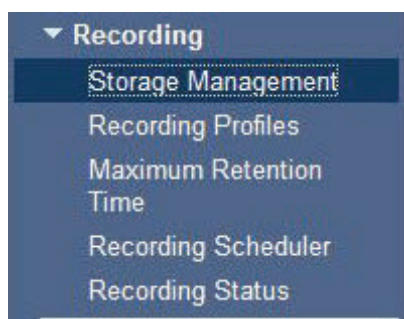 Recording
Storage Management
Recording Profiles
Maximum Retention
Time
Recording Scheduler
Recording Status